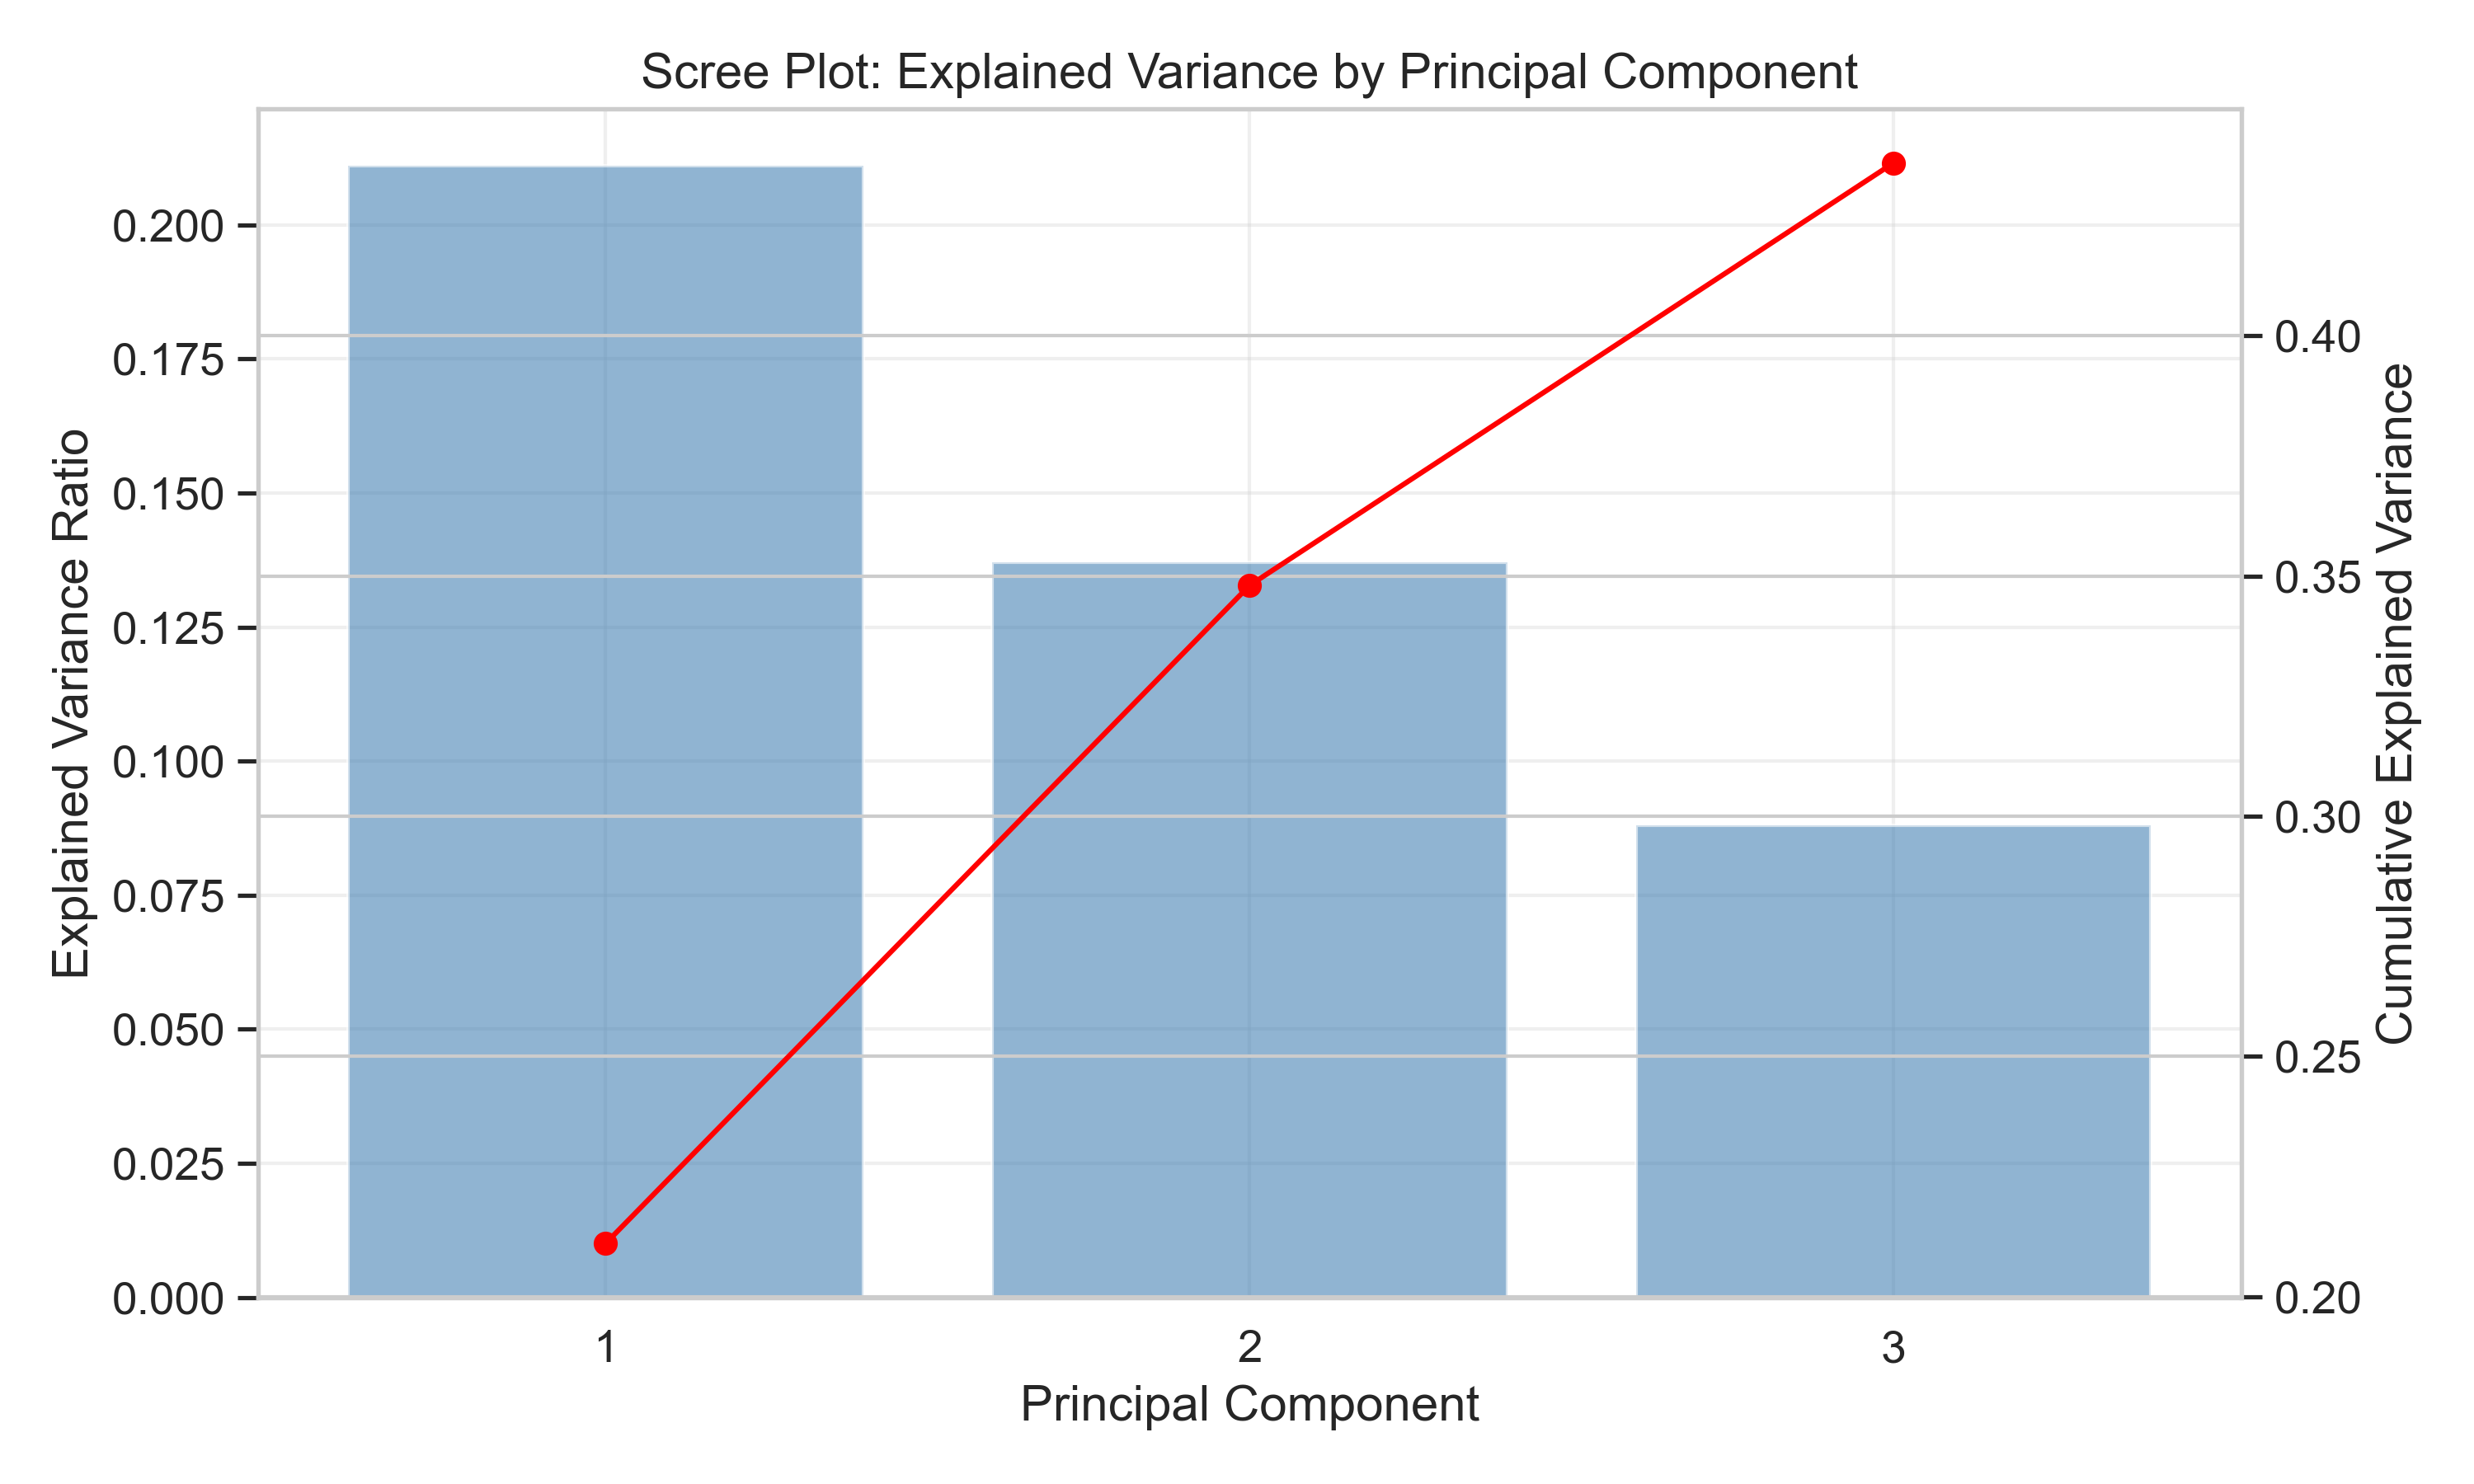 Scree Plot: Explained Variance by Principal Component
Explained Variance Ratio
0.200
0.175
0.150
0.125
0.100
0.075
0.050
0.025
0.000
0.40
0.35
0.30
0.25
0.20
Cumulative Explained Variance
1 2 3
Principal Component